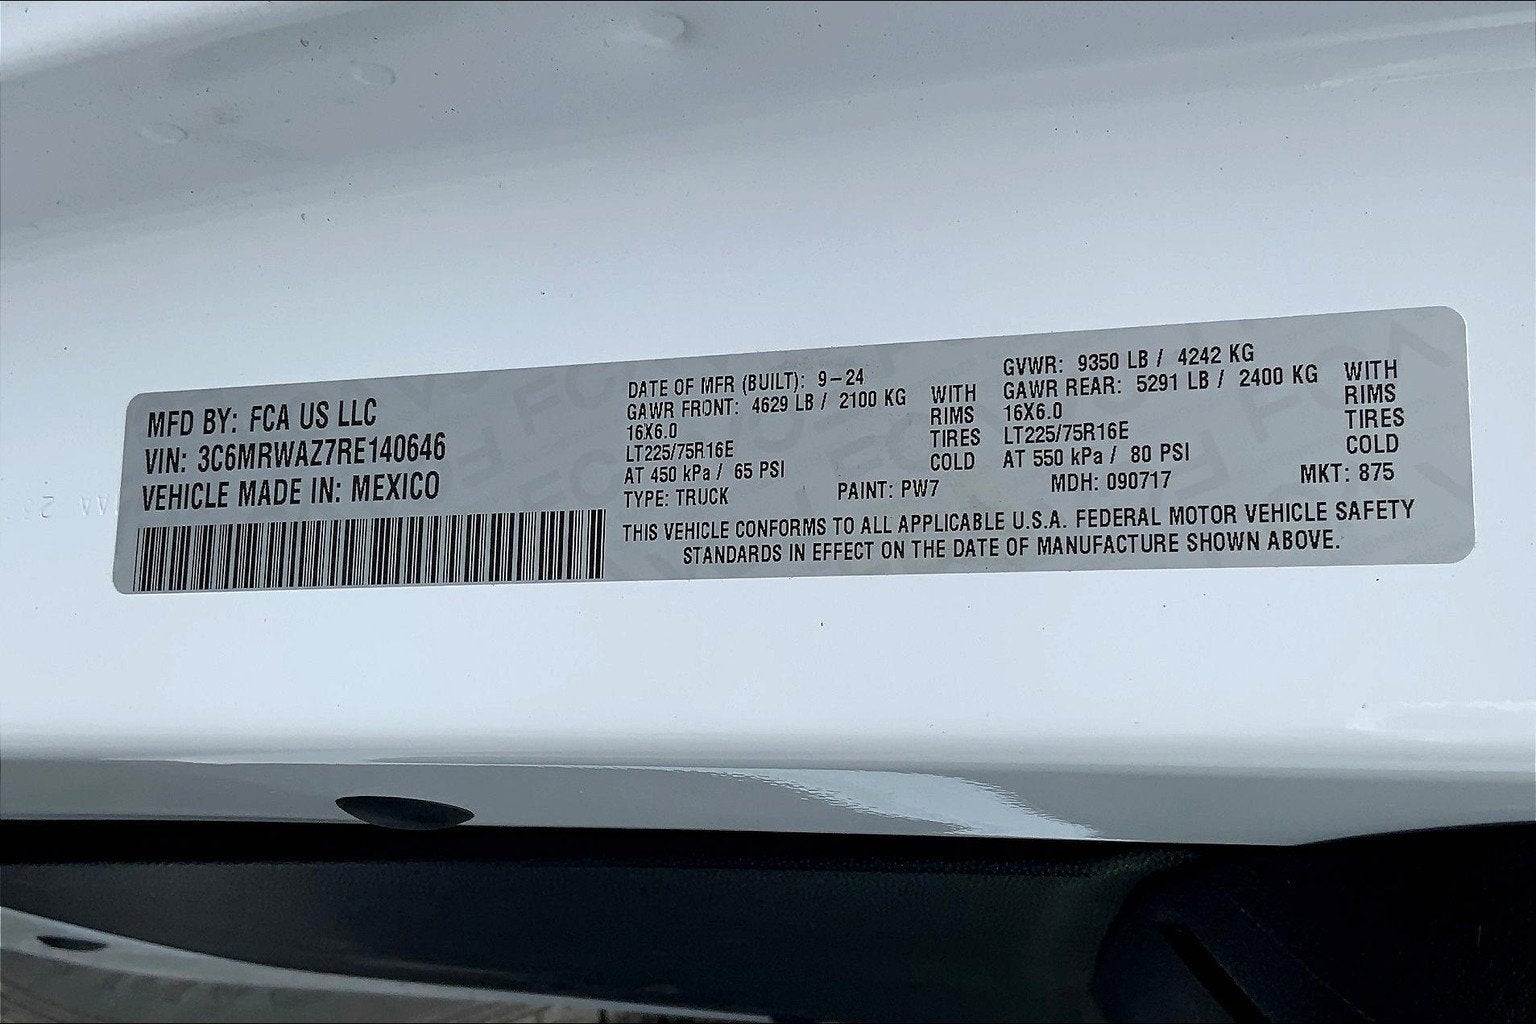 MFD BY: FCA US LLC
VIN: 3C6MRWAZ7RE140646
VEHICLE MADE IN: MEXICO
DATE OF MFR (BUILT): 9-24
GAWR FRONT: 4629 LB / 2100 KG WITH
16X6.0 RIMS
LT225/75R16E TIRES
AT 450 kPa / 65 PSI COLD
GVWR: 9350 LB / 4242 KG
GAWR REAR: 5291 LB / 2400 KG WITH
16X6.0 RIMS
LT225/75R16E TIRES
AT 550 kPa / 80 PSI COLD
TYPE: TRUCK PAINT: PW7 MDH: 090717 MKT: 875
THIS VEHICLE CONFORMS TO ALL APPLICABLE U.S.A. FEDERAL MOTOR VEHICLE SAFETY
STANDARDS IN EFFECT ON THE DATE OF MANUFACTURE SHOWN ABOVE.